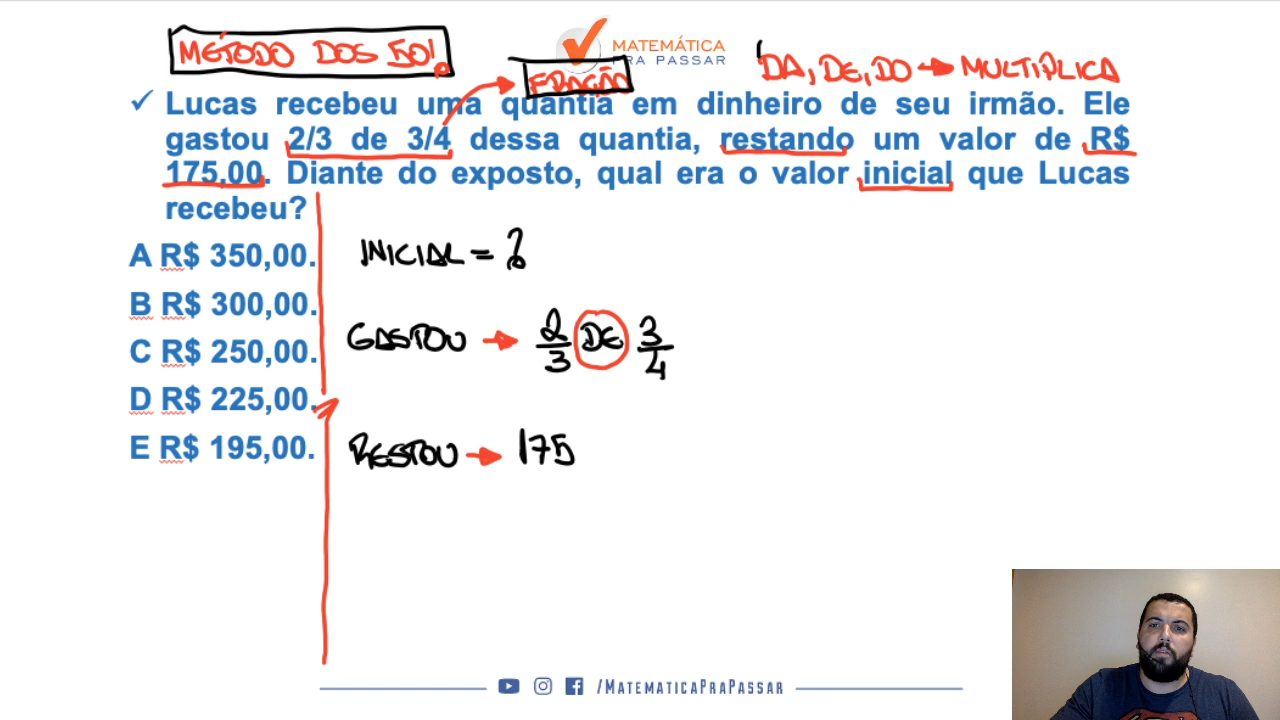 MÉTODO DOS 50!
MATEMÁTICA
PRA PASSAR
FRAÇÃO
DA, DE, DO → MULTIPLICA
✓ Lucas recebeu uma quantia em dinheiro de seu irmão. Ele
gastou 2/3 de 3/4 dessa quantia, restando um valor de R$
175,00. Diante do exposto, qual era o valor inicial que Lucas
recebeu?
A R$ 350,00.
B R$ 300,00.
C R$ 250,00.
D R$ 225,00.
E R$ 195,00.
INICIAL = ?
GASTOU → 2/3 DE 3/4
RESTOU → 175
/MATEMATICAPRAPASSAR